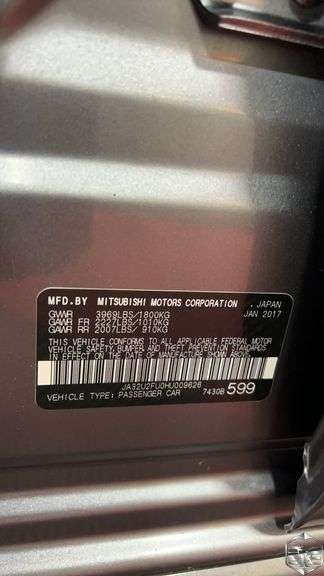 MFD.BY MITSUBISHI MOTORS CORPORATION . JAPAN
GVWR 3969LBS/1800KG JAN 2017
GAWR FR 2227LBS/1010KG
GAWR RR 2007LBS/ 910KG
THIS VEHICLE CONFORMS TO ALL APPLICABLE FEDERAL MOTOR
VEHICLE SAFETY, BUMPER AND THEFT PREVENTION STANDARDS
IN EFFECT ON THE DATE OF MANUFACTURE SHOWN ABOVE.
JA32U2FU0HU009626
VEHICLE TYPE: PASSENGER CAR 7430B 599